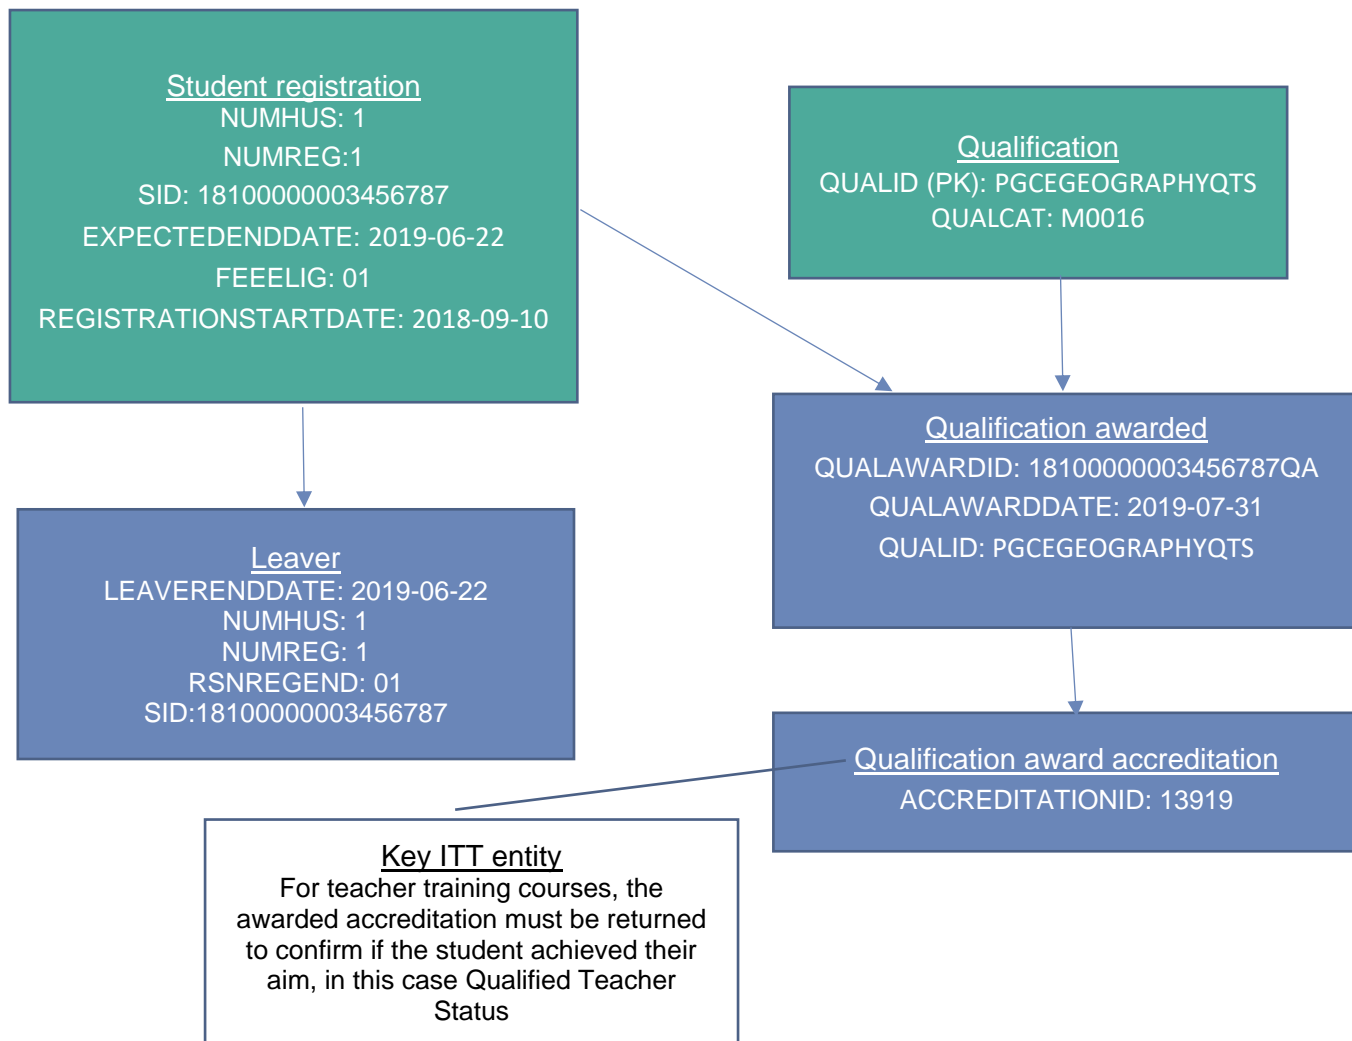 Student registration
NUMHUS: 1
NUMREG:1
SID: 18100000003456787
EXPECTEDENDDATE: 2019-06-22
FEEELIG: 01
REGISTRATIONSTARTDATE: 2018-09-10
Qualification
QUALID (PK): PGCEGEOGRAPHYQTS
QUALCAT: M0016
Qualification awarded
QUALAWARDID: 18100000003456787QA
QUALAWARDDATE: 2019-07-31
QUALID: PGCEGEOGRAPHYQTS
Leaver
LEAVERENDDATE: 2019-06-22
NUMHUS: 1
NUMREG: 1
RSNREGEND: 01
SID:18100000003456787
Qualification award accreditation
ACCREDITATIONID: 13919
Key ITT entity
For teacher training courses, the
awarded accreditation must be returned
to confirm if the student achieved their
aim, in this case Qualified Teacher
Status